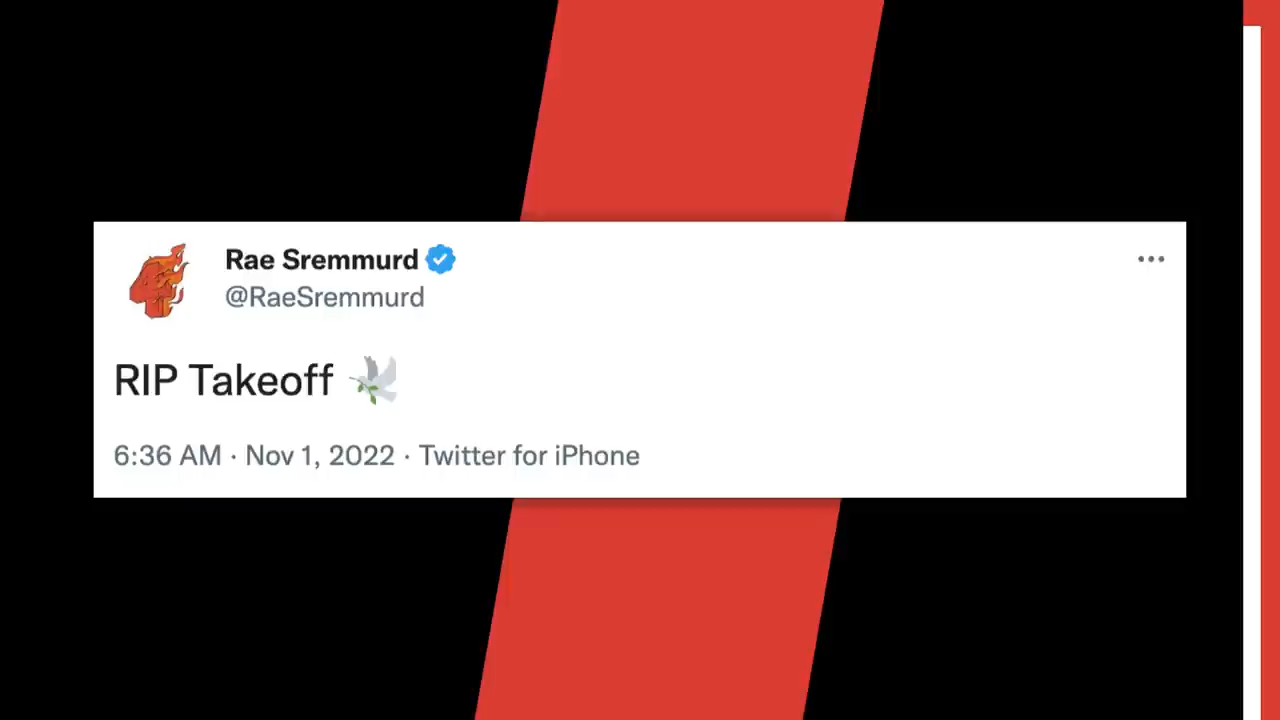 Rae Sremmurd
@RaeSremmurd
RIP Takeoff 🕊️
6:36 AM · Nov 1, 2022 · Twitter for iPhone